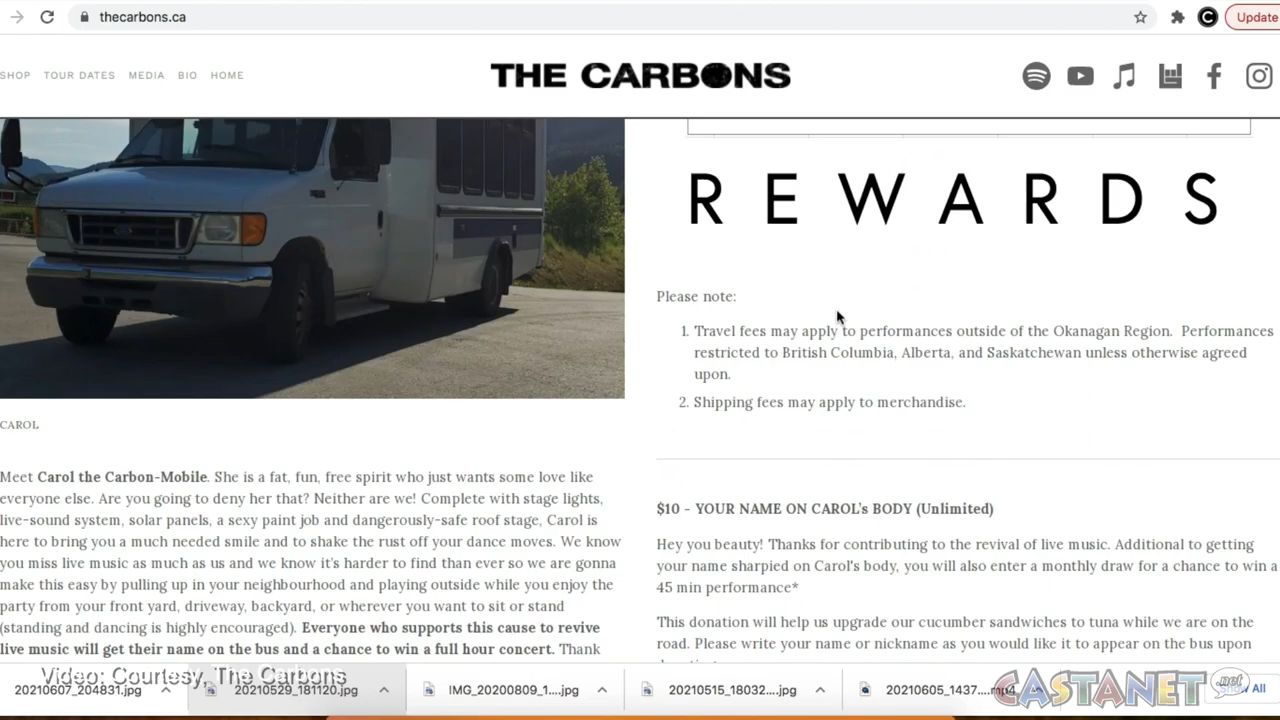 thecarbons.ca
Update
SHOP TOUR DATES MEDIA BIO HOME
THE CARBONS
REWARDS
Please note:
1. Travel fees may apply to performances outside of the Okanagan Region. Performances
restricted to British Columbia, Alberta, and Saskatchewan unless otherwise agreed
upon.
2. Shipping fees may apply to merchandise.
CAROL
Meet Carol the Carbon-Mobile. She is a fat, fun, free spirit who just wants some love like
everyone else. Are you going to deny her that? Neither are we! Complete with stage lights,
live-sound system, solar panels, a sexy paint job and dangerously-safe roof stage, Carol is
here to bring you a much needed smile and to shake the rust off your dance moves. We know
you miss live music as much as us and we know it's harder to find than ever so we are gonna
make this easy by pulling up in your neighbourhood and playing outside while you enjoy the
party from your front yard, driveway, backyard, or wherever you want to sit or stand
(standing and dancing is highly encouraged). Everyone who supports this cause to revive
live music will get their name on the bus and a chance to win a full hour concert. Thank
$10 - YOUR NAME ON CAROL's BODY (Unlimited)
Hey you beauty! Thanks for contributing to the revival of live music. Additional to getting
your name sharpied on Carol's body, you will also enter a monthly draw for a chance to win a
45 min performance*
This donation will help us upgrade our cucumber sandwiches to tuna while we are on the
road. Please write your name or nickname as you would like it to appear on the bus upon
Video: Courtesy, The Carbons
20210607_204831.jpg
20210529_181120.jpg
IMG_20200809_1....jpg
20210515_18032....jpg
20210605_1437....mp4
CASTANET .net
Show All